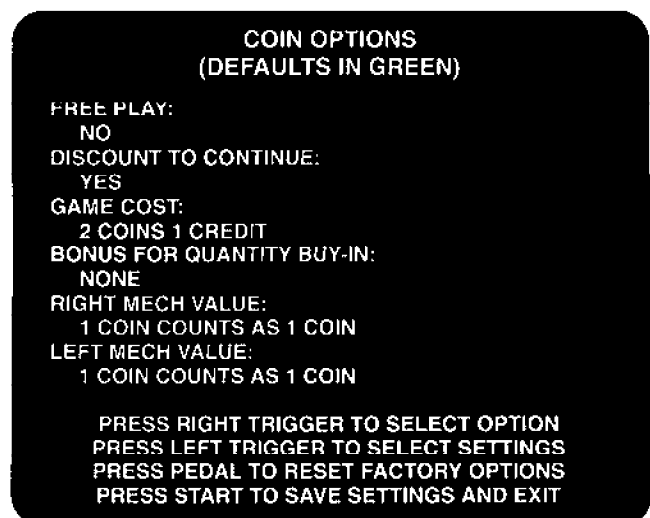 COIN OPTIONS
(DEFAULTS IN GREEN)
FREE PLAY:
NO
DISCOUNT TO CONTINUE:
YES
GAME COST:
2 COINS 1 CREDIT
BONUS FOR QUANTITY BUY-IN:
NONE
RIGHT MECH VALUE:
1 COIN COUNTS AS 1 COIN
LEFT MECH VALUE:
1 COIN COUNTS AS 1 COIN
PRESS RIGHT TRIGGER TO SELECT OPTION
PRESS LEFT TRIGGER TO SELECT SETTINGS
PRESS PEDAL TO RESET FACTORY OPTIONS
PRESS START TO SAVE SETTINGS AND EXIT